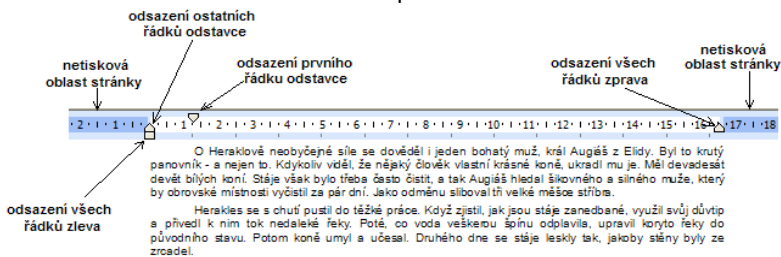 odsazení ostatních
řádků odstavce
netisková
oblast stránky
odsazení prvního
řádku odstavce
odsazení všech
řádků zprava
netisková
oblast stránky
· 2 · ı · 1 · ı · ı · 1 · ı · 2 · ı · 3 · ı · 4 · ı · 5 · ı · 6 · ı · 7 · ı · 8 · ı · 9 · ı · 10 · ı · 11 · ı · 12 · ı · 13 · ı · 14 · ı · 15 · ı · 16 · ı · 17 · ı · 18
O Heraklově neobyčejné síle se dověděl i jeden bohatý muž, král Augiáš z Elidy. Byl to krutý
panovník - a nejen to. Kdykoliv viděl, že nějaký člověk vlastní krásné koně, ukradl mu je. Měl devadesát
devět bílých koní. Stáje však bylo třeba často čistit, a tak Augiáš hledal šikovného a silného muže, který
by obrovské místnosti vyčistil za pár dní. Jako odměnu sliboval tři velké měšce stříbra.
odsazení všech
řádků zleva
Herakles se s chutí pustil do těžké práce. Když zjistil, jak jsou stáje zanedbané, využil svůj důvtip
a přivedl k nim tok nedaleké řeky. Poté, co voda veškerou špínu odplavila, upravil koryto řeky do
původního stavu. Potom koně umyl a učesal. Druhého dne se stáje leskly tak, jakoby stěny byly ze
zrcadel.